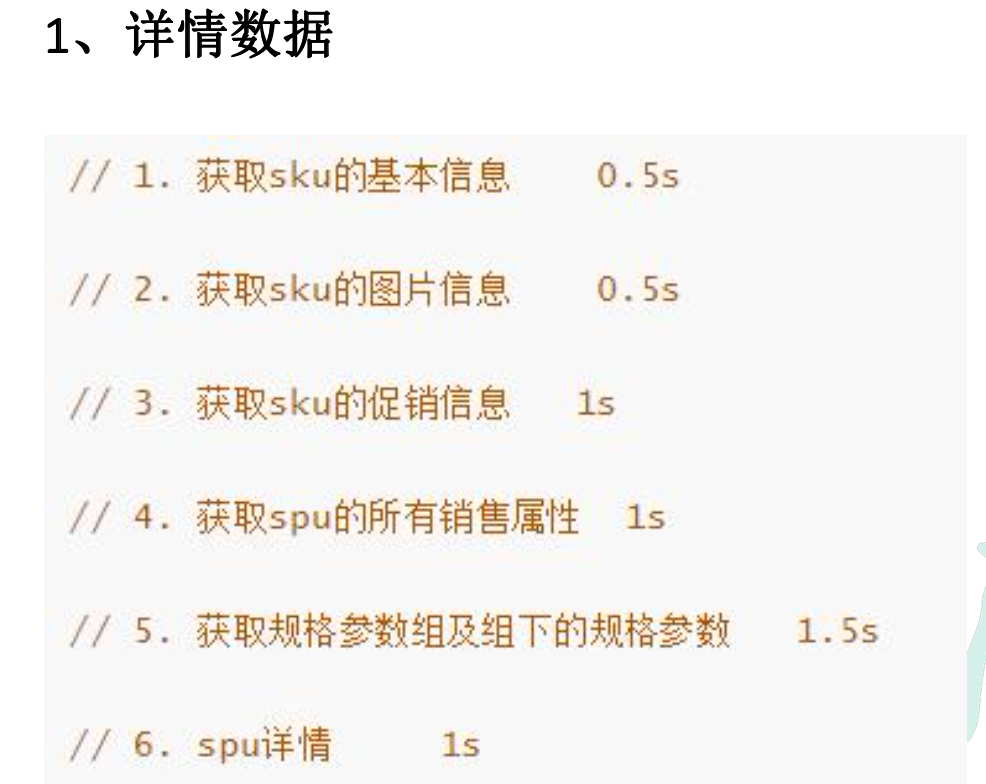 1、详情数据
// 1. 获取sku的基本信息    0.5s
// 2. 获取sku的图片信息    0.5s
// 3. 获取sku的促销信息   1s
// 4. 获取spu的所有销售属性  1s
// 5. 获取规格参数组及组下的规格参数   1.5s
// 6. spu详情     1s